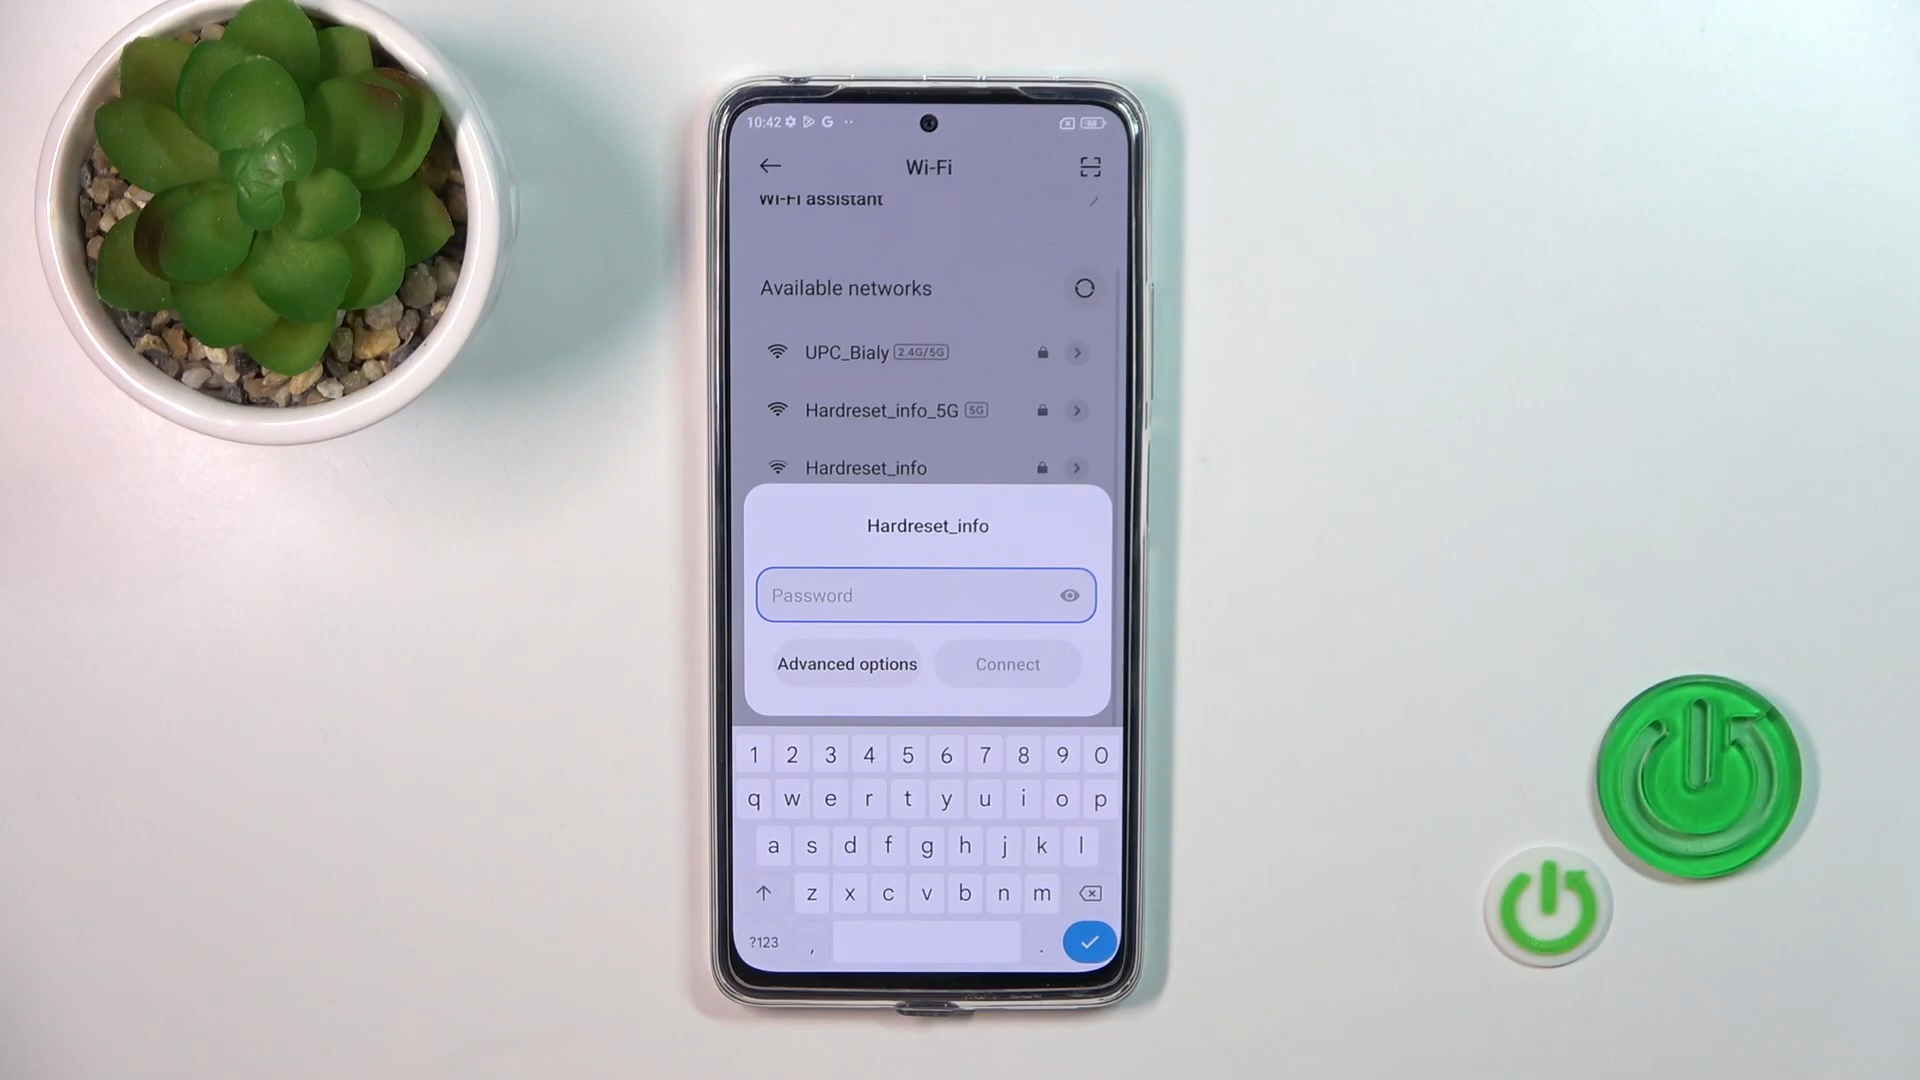 10:42 G
Wi-Fi
Wi-Fi assistant
Available networks
UPC_Bialy 2.4G/5G
Hardreset_info_5G 5G
Hardreset_info
Hardreset_info
Password
Advanced options Connect
1 2 3 4 5 6 7 8 9 0
q w e r t y u i o p
a s d f g h j k l
z x c v b n m
?123 , .